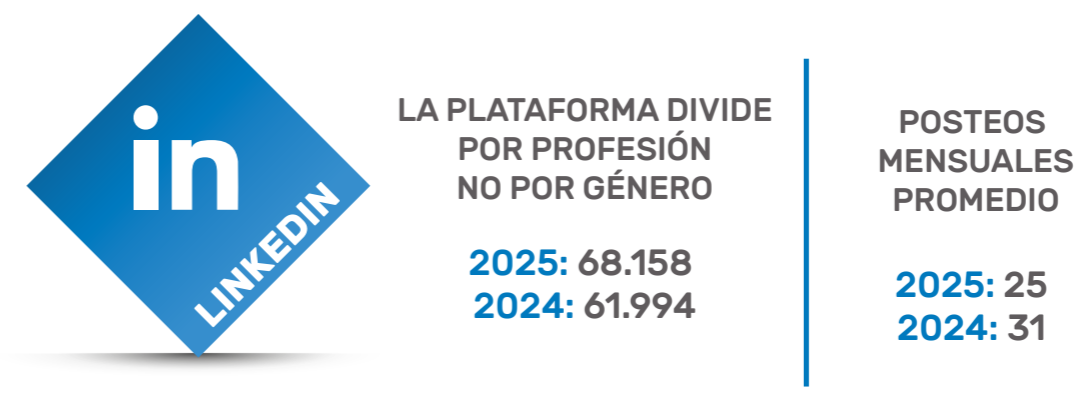 in
LINKEDIN
LA PLATAFORMA DIVIDE
POR PROFESIÓN
NO POR GÉNERO
2025: 68.158
2024: 61.994
POSTEOS
MENSUALES
PROMEDIO
2025: 25
2024: 31